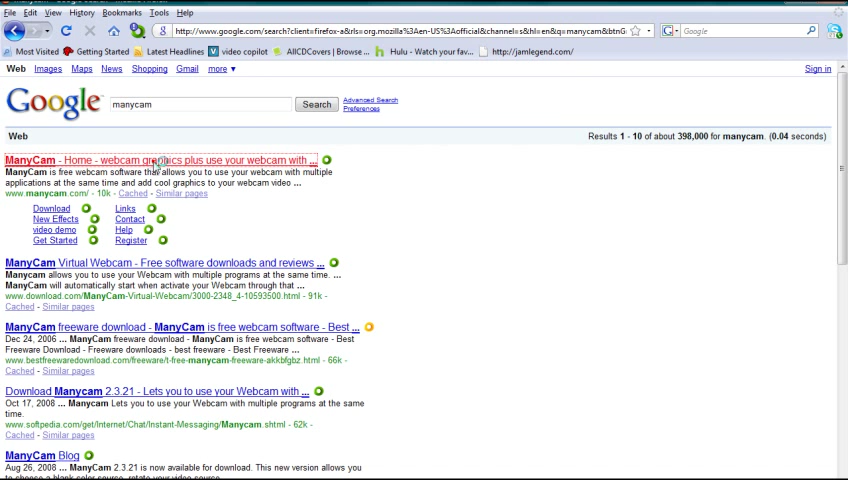 File Edit View History Bookmarks Tools Help
http://www.google.com/search?client=firefox-a&rls=org.mozilla%3Aen-US%3Aofficial&channel=s&hl=en&q=manycam&btnG Google
Most Visited Getting Started Latest Headlines video copilot AllCDCovers | Browse ... Hulu - Watch your fav... http://jamlegend.com/
Web Images Maps News Shopping Gmail more ▼ Sign in
Google manycam Search Advanced Search
Preferences
Web Results 1 - 10 of about 398,000 for manycam. (0.04 seconds)
ManyCam - Home - webcam graphics plus use your webcam with ...
ManyCam is free webcam software that allows you to use your webcam with multiple
applications at the same time and add cool graphics to your webcam video ...
www.manycam.com/ - 10k - Cached - Similar pages
Download Links
New Effects Contact
video demo Help
Get Started Register
ManyCam Virtual Webcam - Free software downloads and reviews ...
Manycam allows you to use your Webcam with multiple programs at the same time. ...
ManyCam will automatically start when activate your Webcam through that ...
www.download.com/ManyCam-Virtual-Webcam/3000-2348_4-10593500.html - 91k -
Cached - Similar pages
ManyCam freeware download - ManyCam is free webcam software - Best ...
Dec 24, 2006 ... ManyCam freeware download - ManyCam is free webcam software - Best
Freeware Download - Freeware downloads - best freeware - Best Freeware ...
www.bestfreewaredownload.com/freeware/t-free-manycam-freeware-akkbfgbz.html - 66k -
Cached - Similar pages
Download Manycam 2.3.21 - Lets you to use your Webcam with ...
Oct 17, 2008 ... Manycam Lets you to use your Webcam with multiple programs at the same
time.
www.softpedia.com/get/Internet/Chat/Instant-Messaging/Manycam.shtml - 62k -
Cached - Similar pages
ManyCam Blog
Aug 26, 2008 ... ManyCam 2.3.21 is now available for download. This new version allows you
to choose a blank color source, rotate your video source